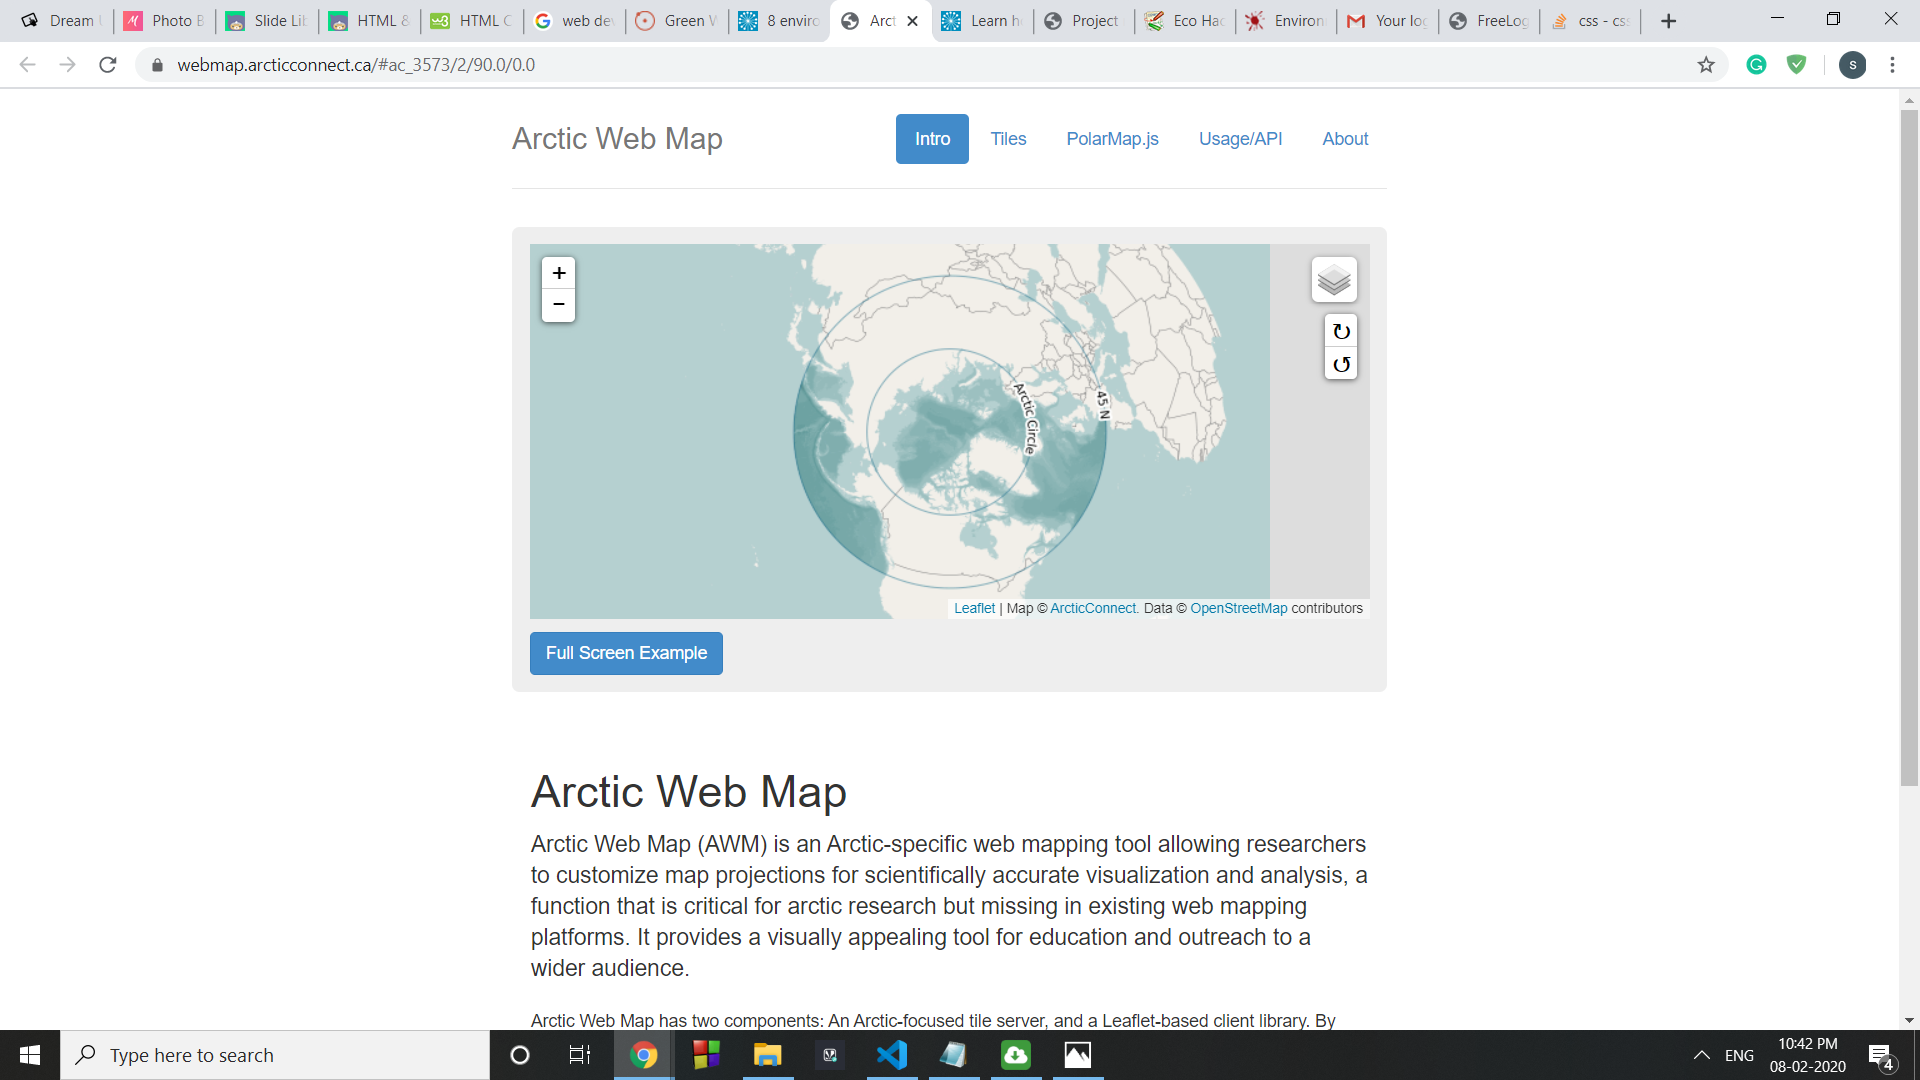 Dream
Photo B
Slide Lib
HTML &
HTML C
web dev
Green W
8 enviro
Arct
Learn h
Project
Eco Hac
Environ
Your log
FreeLog
css - css
webmap.arcticconnect.ca/#ac_3573/2/90.0/0.0
S
Arctic Web Map
Intro
Tiles
PolarMap.js
Usage/API
About
+
−
Arctic Circle
45 N
Leaflet | Map © ArcticConnect. Data © OpenStreetMap contributors
Full Screen Example
Arctic Web Map
Arctic Web Map (AWM) is an Arctic-specific web mapping tool allowing researchers
to customize map projections for scientifically accurate visualization and analysis, a
function that is critical for arctic research but missing in existing web mapping
platforms. It provides a visually appealing tool for education and outreach to a
wider audience.
Arctic Web Map has two components: An Arctic-focused tile server, and a Leaflet-based client library. By
Type here to search
ENG
10:42 PM
08-02-2020
4